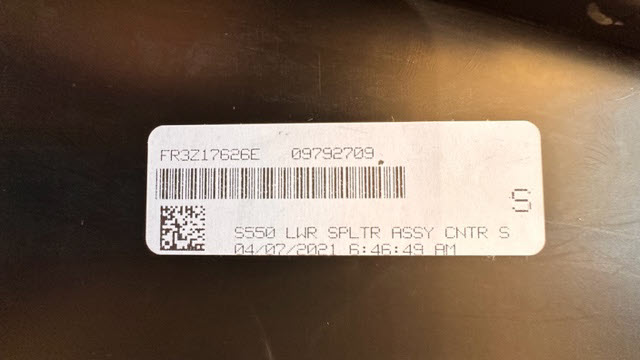 FR3Z17626E 09792709
S
S550 LWR SPLTR ASSY CNTR S
04/07/2021 6:46:49 AM